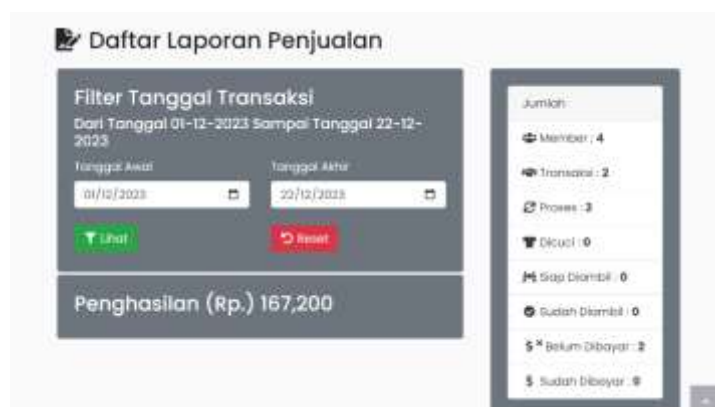 Daftar Laporan Penjualan
Filter Tanggal Transaksi
Dari Tanggal 01-12-2023 Sampai Tanggal 22-12-
2023
Tanggal Awal
Tanggal Akhir
01/12/2023
22/12/2023
Lihat
Reset
Penghasilan (Rp.) 167,200
Jumlah
Member : 4
Transaksi : 2
Proses :
Dicuci : 0
Siap Diambil : 0
Sudah Diambil : 0
Belum Dibayar : 2
Sudah Dibayar : 0